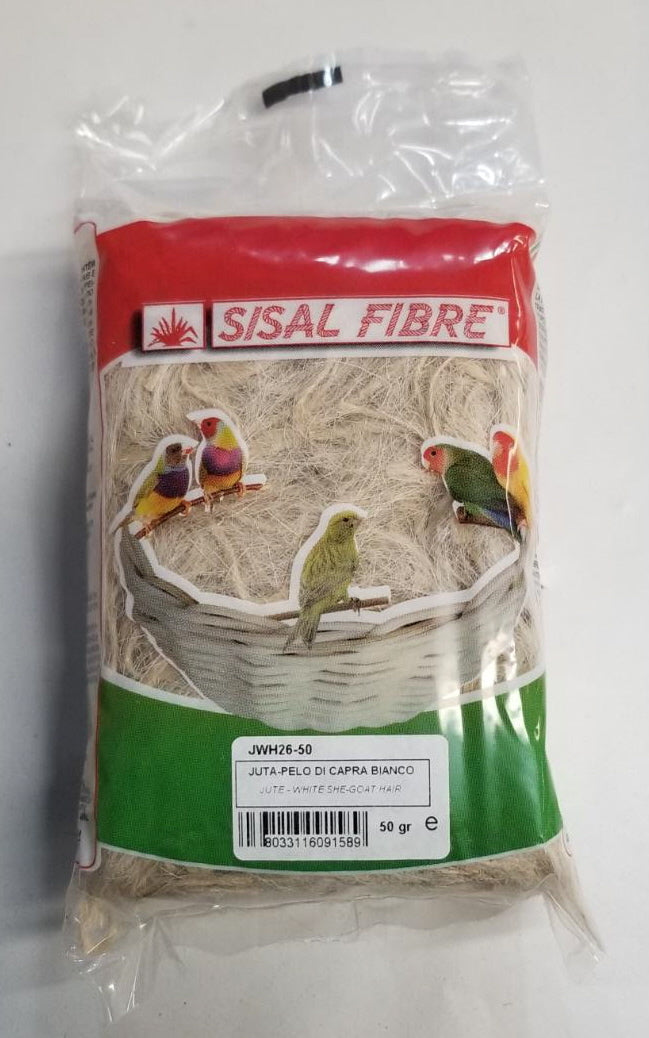 SISAL FIBRE®
JWH26-50
JUTA-PELO DI CAPRA BIANCO
JUTE - WHITE SHE-GOAT HAIR
8033116091589
50 gr e